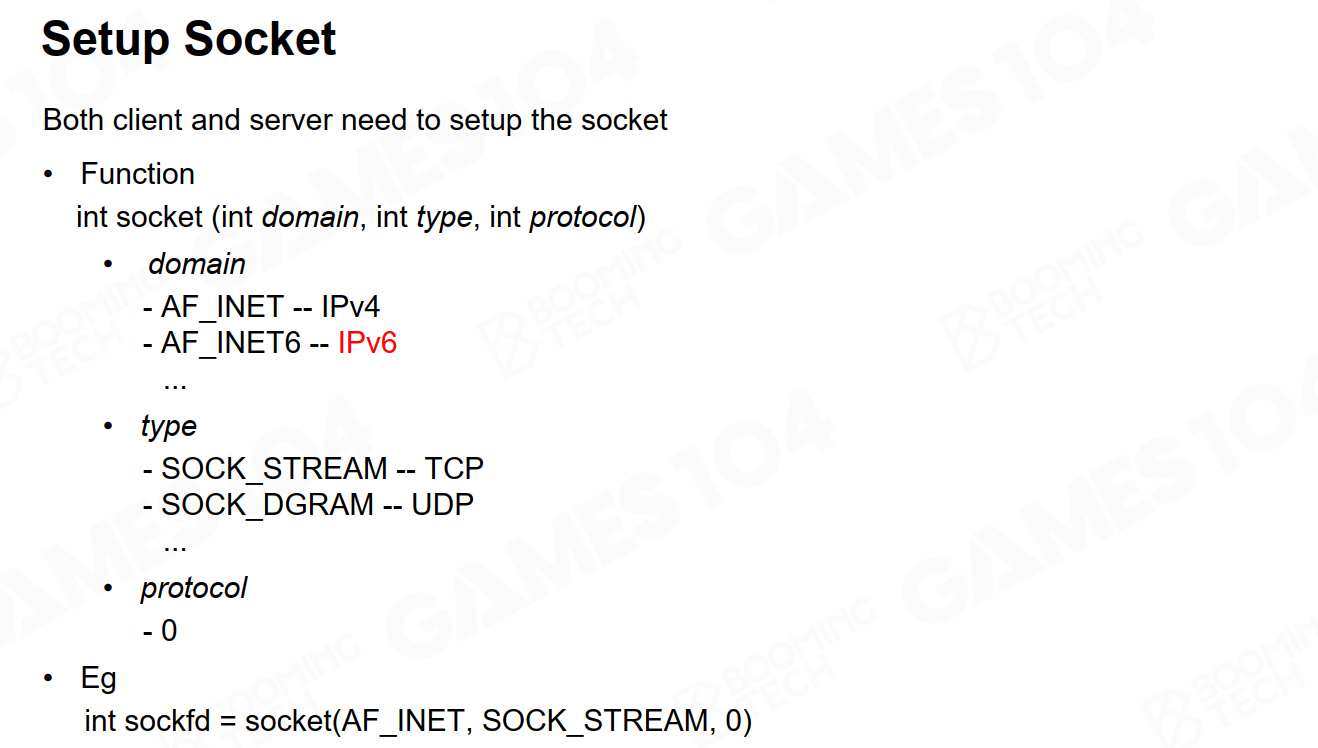 Setup Socket
Both client and server need to setup the socket
• Function
int socket (int domain, int type, int protocol)
• domain
- AF_INET -- IPv4
- AF_INET6 -- IPv6
...
• type
- SOCK_STREAM -- TCP
- SOCK_DGRAM -- UDP
...
• protocol
- 0
• Eg
int sockfd = socket(AF_INET, SOCK_STREAM, 0)
GAMES104
BOOMING
TECH